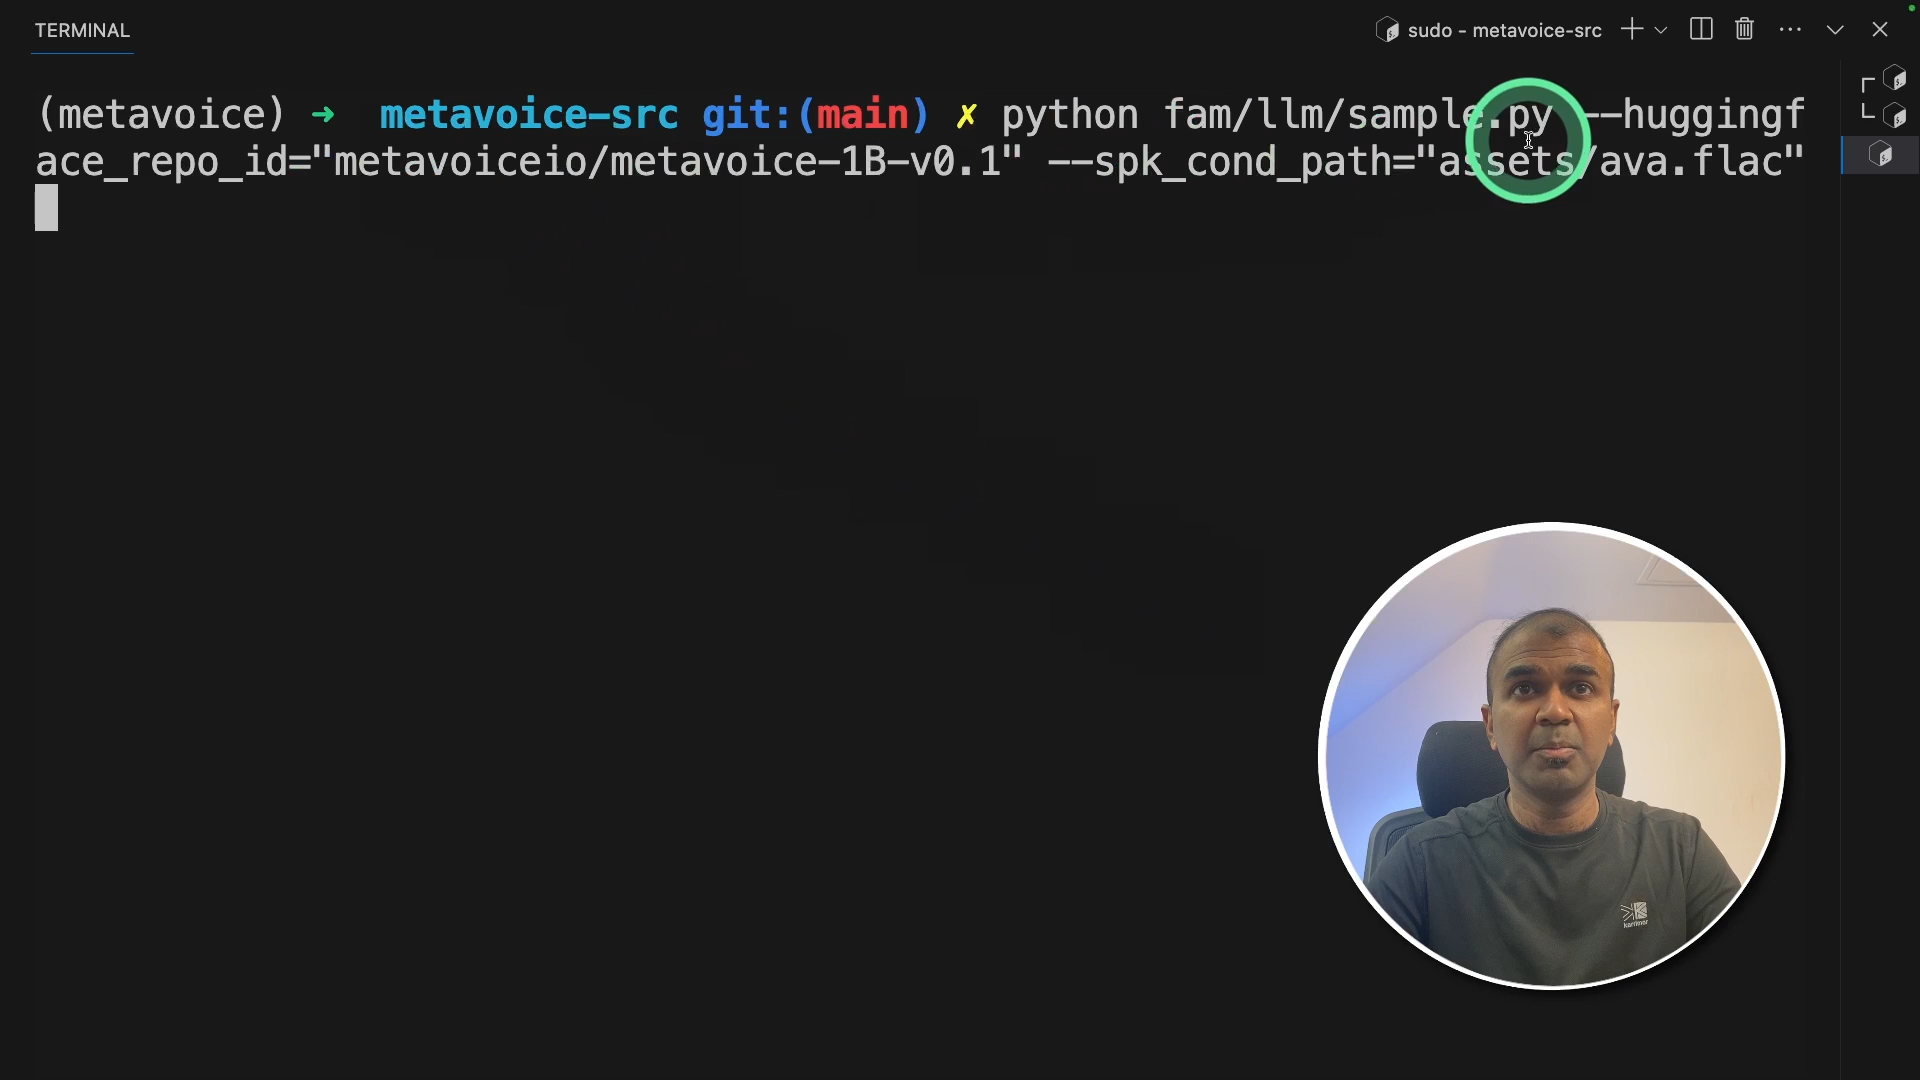 TERMINAL
sudo - metavoice-src
(metavoice) ➜ metavoice-src git:(main) ✗ python fam/llm/sample.py --huggingf
ace_repo_id="metavoiceio/metavoice-1B-v0.1" --spk_cond_path="assets/ava.flac"
karrimor